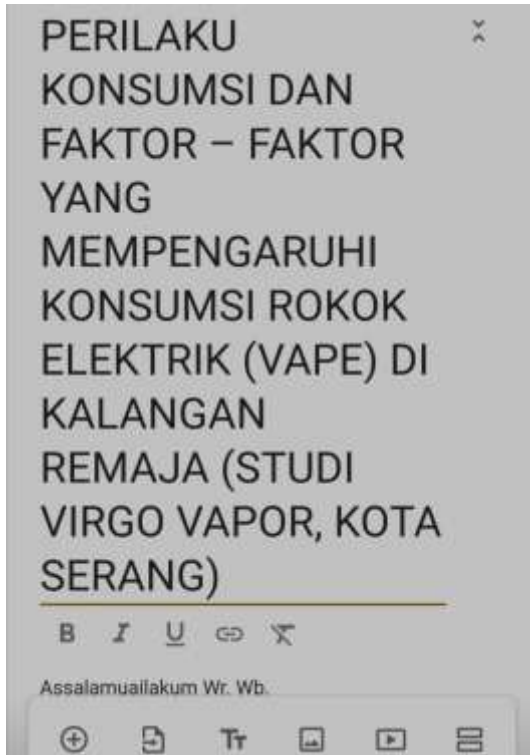 PERILAKU
KONSUMSI DAN
FAKTOR – FAKTOR
YANG
MEMPENGARUHI
KONSUMSI ROKOK
ELEKTRIK (VAPE) DI
KALANGAN
REMAJA (STUDI
VIRGO VAPOR, KOTA
SERANG)
B I U
Assalamuailakum Wr. Wb.
Tт